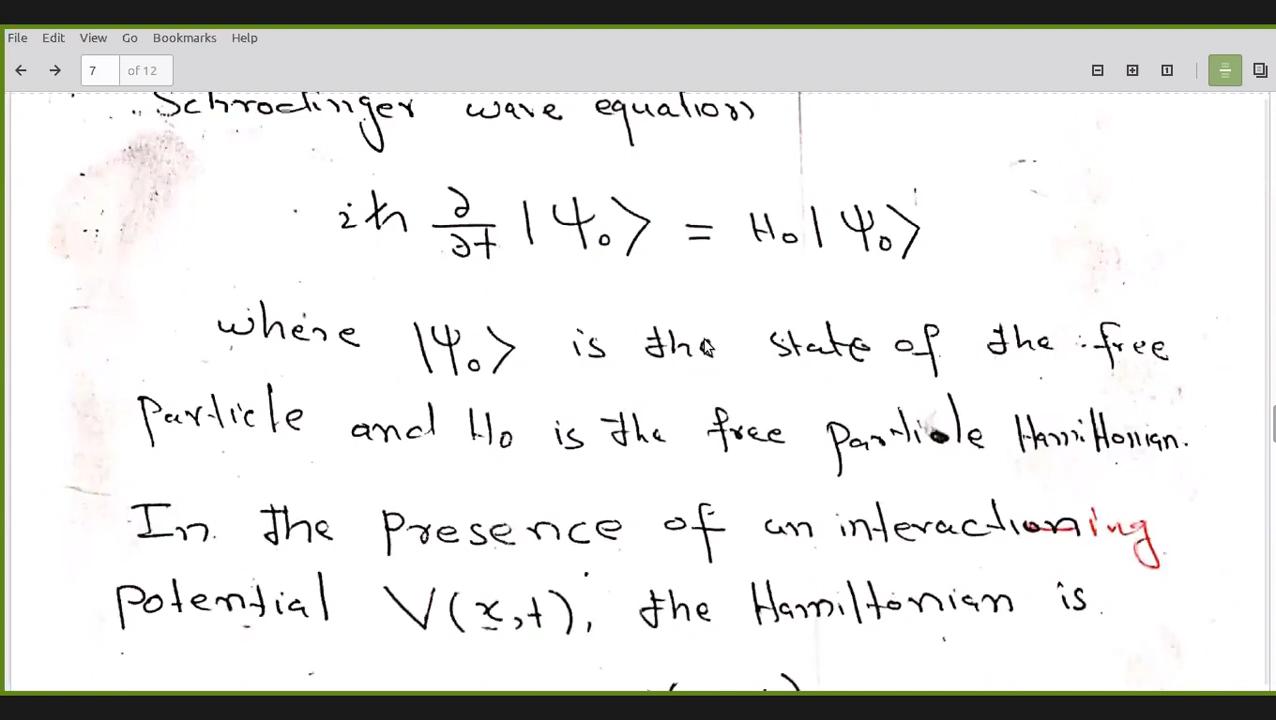 File Edit View Go Bookmarks Help
7 of 12
Schrodinger wave equation
iħ ∂/∂t |Ψ₀⟩ = H₀|Ψ₀⟩
where |Ψ₀⟩ is the state of the free
particle and H₀ is the free particle Hamiltonian.
In the presence of an interactioning
potential V(x,t), the Hamiltonian is